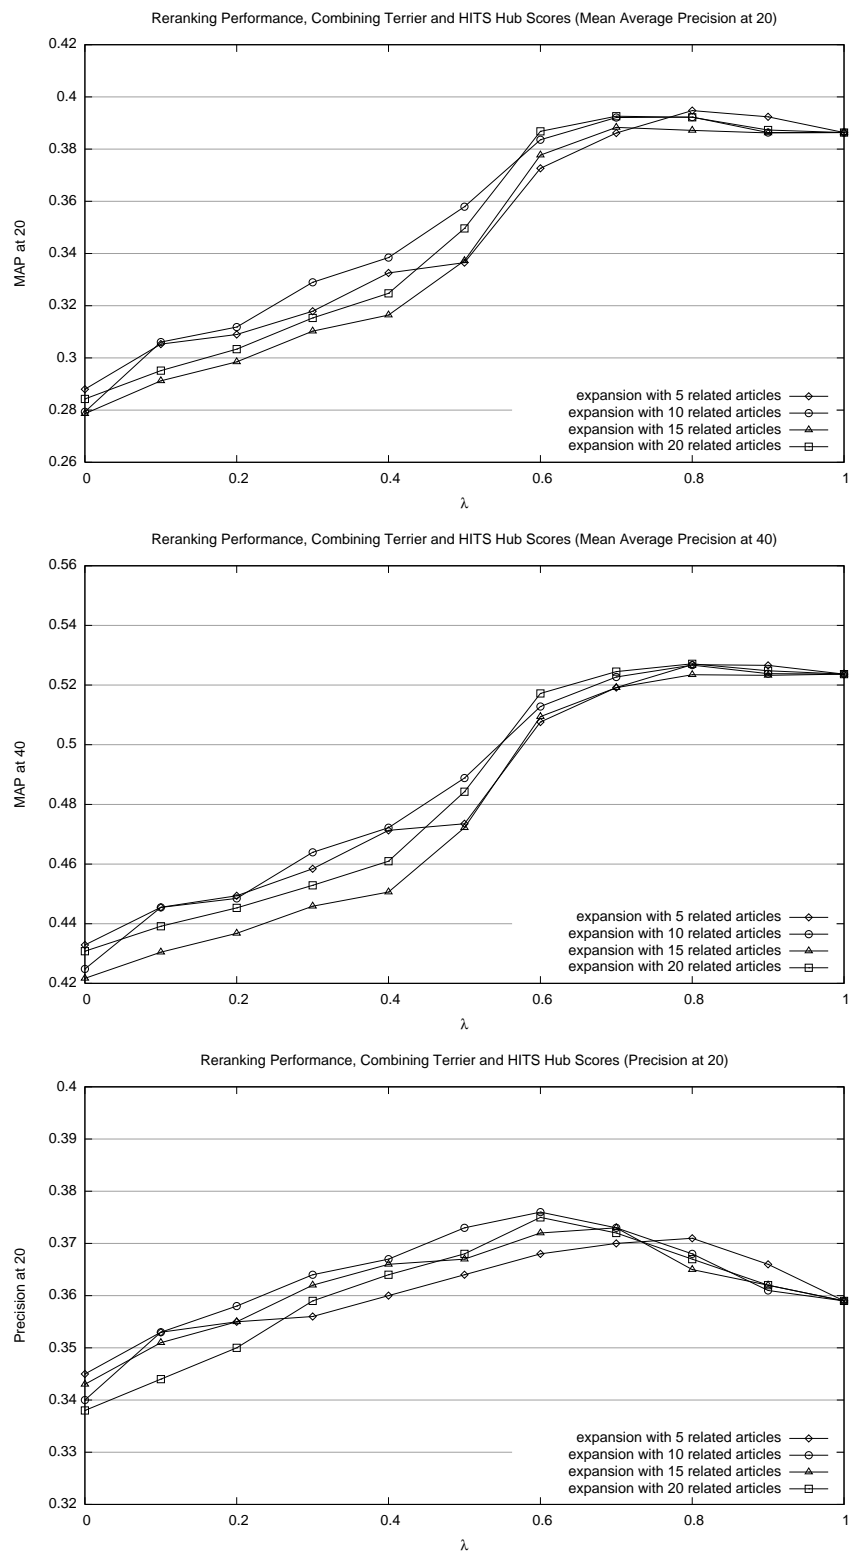 Reranking Performance, Combining Terrier and HITS Hub Scores (Mean Average Precision at 20)
0.42
0.4
0.38
0.36
0.34
0.32
0.3
0.28
0.26
MAP at 20
expansion with 5 related articles
expansion with 10 related articles
expansion with 15 related articles
expansion with 20 related articles
0 0.2 0.4 0.6 0.8 1
λ
Reranking Performance, Combining Terrier and HITS Hub Scores (Mean Average Precision at 40)
0.56
0.54
0.52
0.5
0.48
0.46
0.44
0.42
MAP at 40
expansion with 5 related articles
expansion with 10 related articles
expansion with 15 related articles
expansion with 20 related articles
0 0.2 0.4 0.6 0.8 1
λ
Reranking Performance, Combining Terrier and HITS Hub Scores (Precision at 20)
0.4
0.39
0.38
0.37
0.36
0.35
0.34
0.33
0.32
Precision at 20
expansion with 5 related articles
expansion with 10 related articles
expansion with 15 related articles
expansion with 20 related articles
0 0.2 0.4 0.6 0.8 1
λ